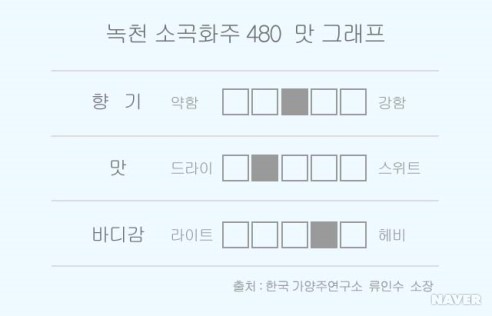 녹천 소곡화주 480 맛 그래프
향 기 약함 강함
맛 드라이 스위트
바디감 라이트 헤비
출처 : 한국 가양주연구소 류인수 소장
NAVER